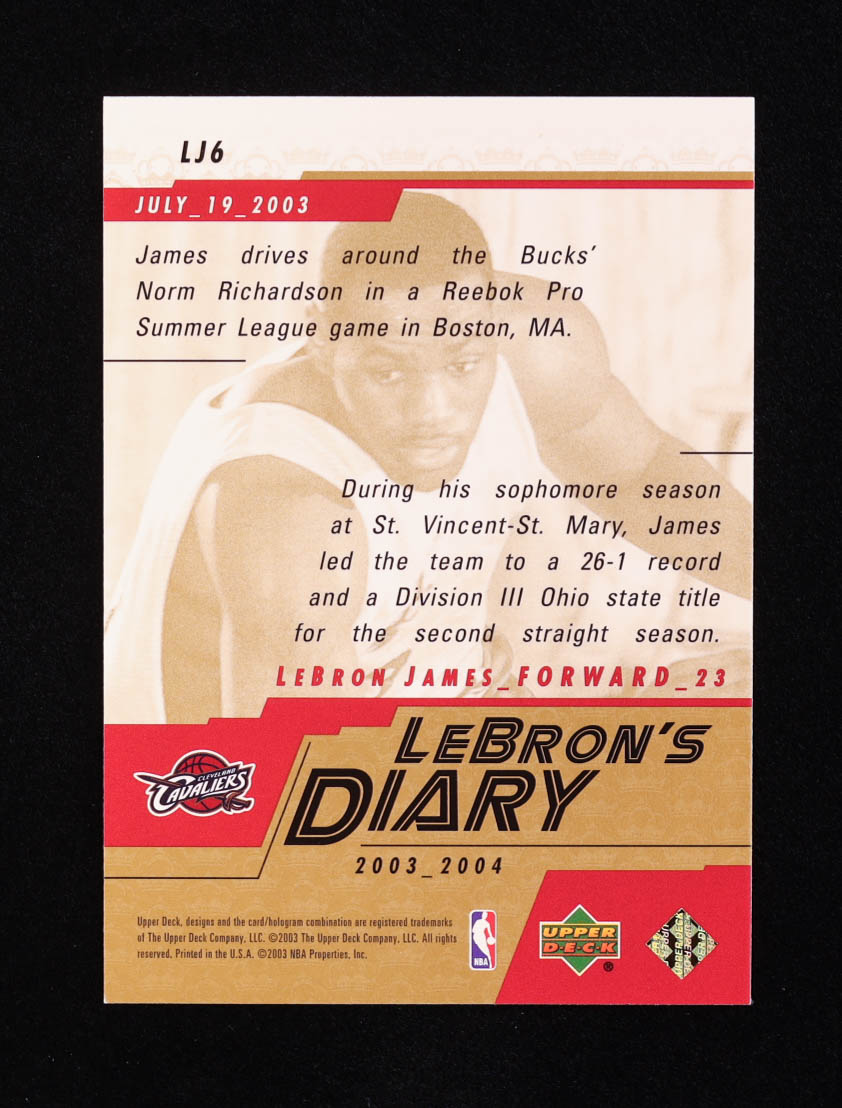 LJ6
JULY_19_2003
James drives around the Bucks'
Norm Richardson in a Reebok Pro
Summer League game in Boston, MA.
During his sophomore season
at St. Vincent-St. Mary, James
led the team to a 26-1 record
and a Division III Ohio state title
for the second straight season.
LEBRON JAMES_FORWARD_23
LEBRON'S
DIARY
2003_2004
CLEVELAND
CAVALIERS
Upper Deck, designs and the card/hologram combination are registered trademarks
of The Upper Deck Company, LLC. ©2003 The Upper Deck Company, LLC. All rights
reserved. Printed in the U.S.A. ©2003 NBA Properties, Inc.
NBA
UPPER
D·E·C·K
®
UPPER DECK